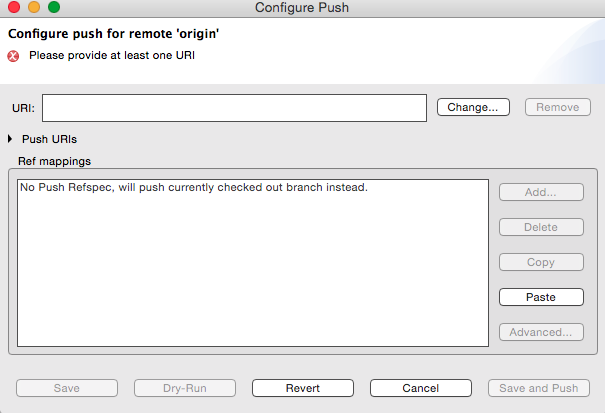 Configure Push
Configure push for remote 'origin'
Please provide at least one URI
URI:
Change...
Remove
Push URIs
Ref mappings
No Push Refspec, will push currently checked out branch instead.
Add...
Delete
Copy
Paste
Advanced...
Save
Dry-Run
Revert
Cancel
Save and Push